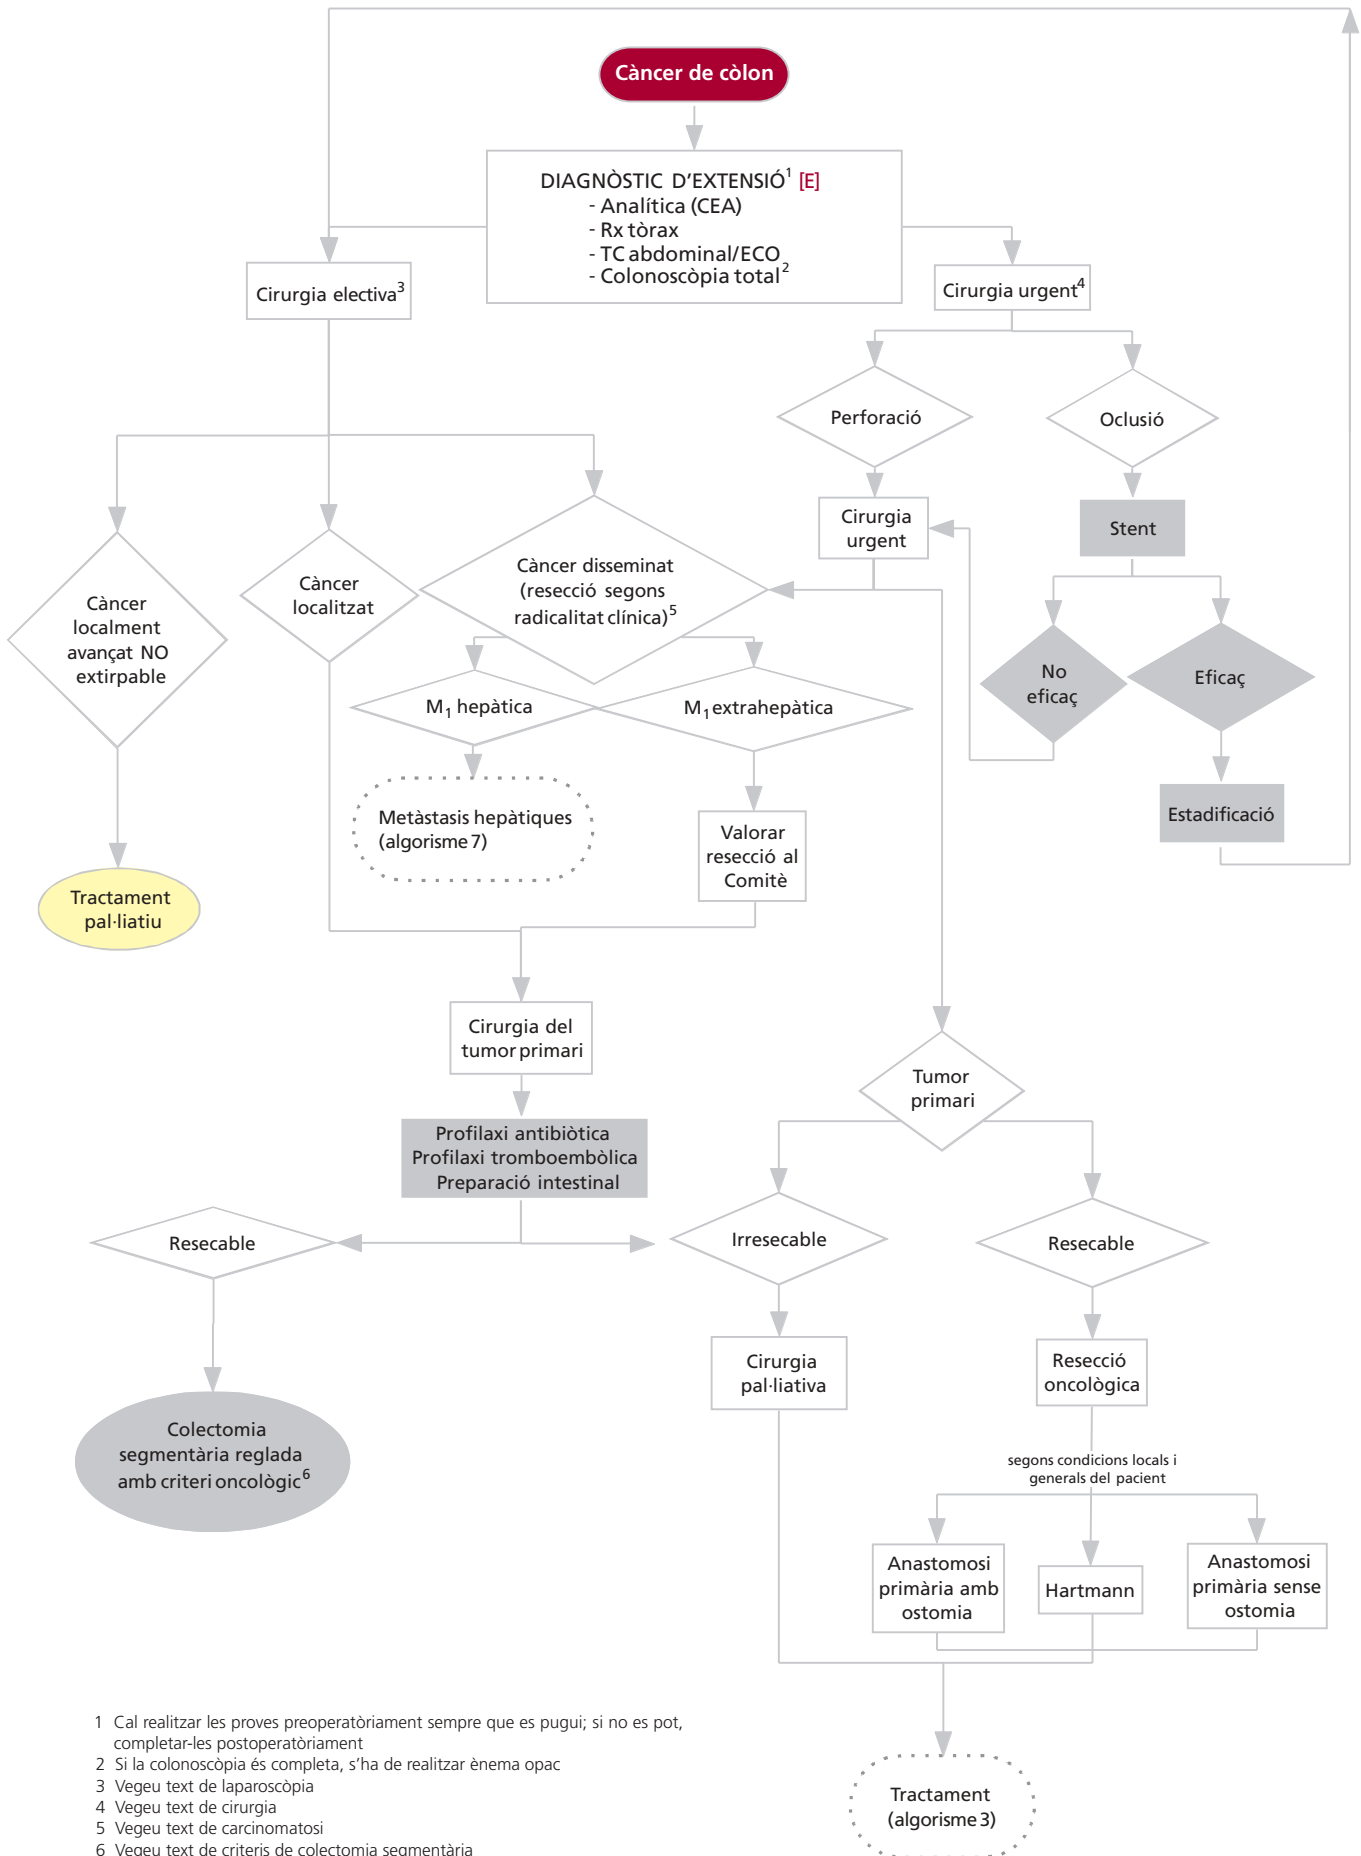 Càncer de còlon
DIAGNÒSTIC D'EXTENSIÓ1 [E]
- Analítica (CEA)
- Rx tòrax
- TC abdominal/ECO
- Colonoscòpia total2
Cirurgia electiva3
Cirurgia urgent4
Perforació
Oclusió
Cirurgia
urgent
Stent
Càncer
localment
avançat NO
extirpable
Càncer
localitzat
Càncer disseminat
(resecció segons
radicalitat clínica)5
No
eficaç
Eficaç
M1 hepàtica
M1 extrahepàtica
Metàstasis hepàtiques
(algorisme 7)
Valorar
resecció al
Comitè
Estadificació
Tractament
pal·liatiu
Cirurgia del
tumor primari
Tumor
primari
Profilaxi antibiòtica
Profilaxi tromboembòlica
Preparació intestinal
Resecable
Irresecable
Resecable
Cirurgia
pal·liativa
Resecció
oncològica
Colectomia
segmentària reglada
amb criteri oncològic6
segons condicions locals i
generals del pacient
Anastomosi
primària amb
ostomia
Hartmann
Anastomosi
primària sense
ostomia
1 Cal realitzar les proves preoperatòriament sempre que es pugui; si no es pot,
completar-les postoperatòriament
2 Si la colonoscòpia és completa, s'ha de realitzar ènema opac
3 Vegeu text de laparoscòpia
4 Vegeu text de cirurgia
5 Vegeu text de carcinomatosi
6 Vegeu text de criteris de colectomia segmentària
Tractament
(algorisme 3)